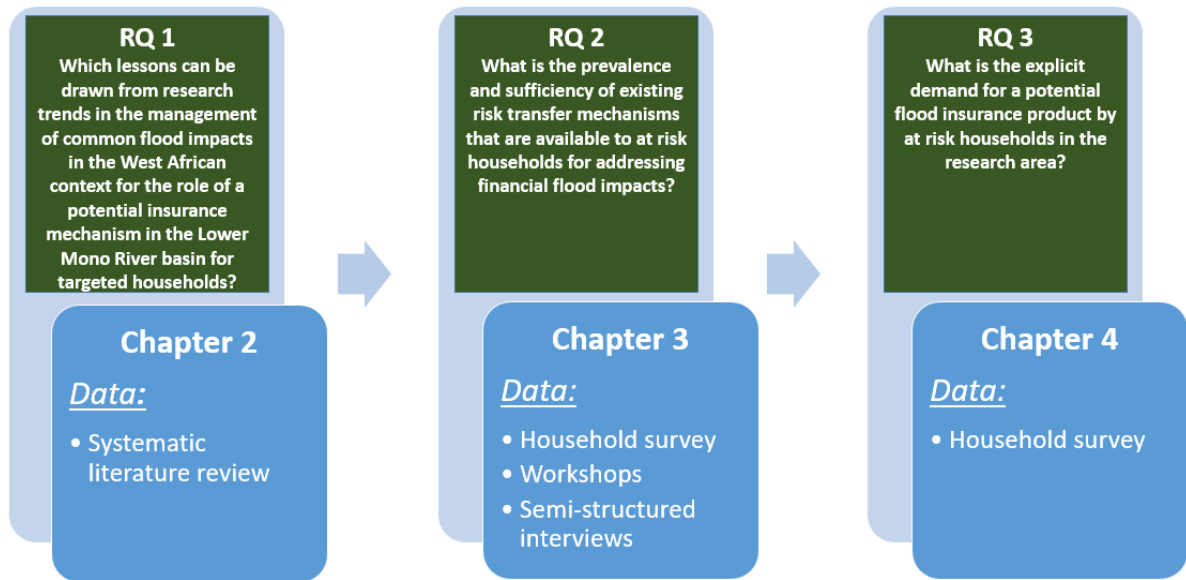 RQ 1
Which lessons can be
drawn from research
trends in the management
of common flood impacts
in the West African
context for the role of a
potential insurance
mechanism in the Lower
Mono River basin for
targeted households?
Chapter 2
Data:
• Systematic
literature review
RQ 2
What is the prevalence
and sufficiency of existing
risk transfer mechanisms
that are available to at risk
households for addressing
financial flood impacts?
Chapter 3
Data:
• Household survey
• Workshops
• Semi-structured
interviews
RQ 3
What is the explicit
demand for a potential
flood insurance product by
at risk households in the
research area?
Chapter 4
Data:
• Household survey